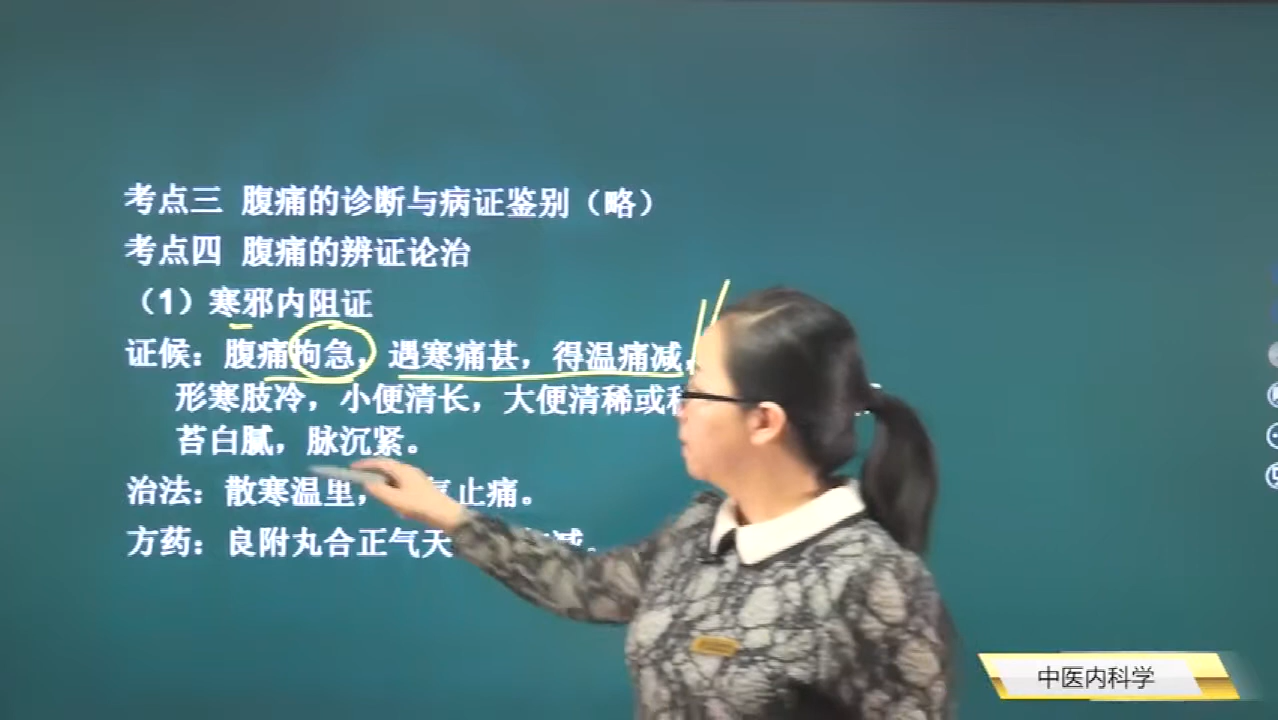 考点三 腹痛的诊断与病证鉴别（略）
考点四 腹痛的辨证论治
（1）寒邪内阻证
证候：腹痛拘急，遇寒痛甚，得温痛减，
形寒肢冷，小便清长，大便清稀或
苔白腻，脉沉紧。
治法：散寒温里，气止痛。
方药：良附丸合正气天减。
中医内科学